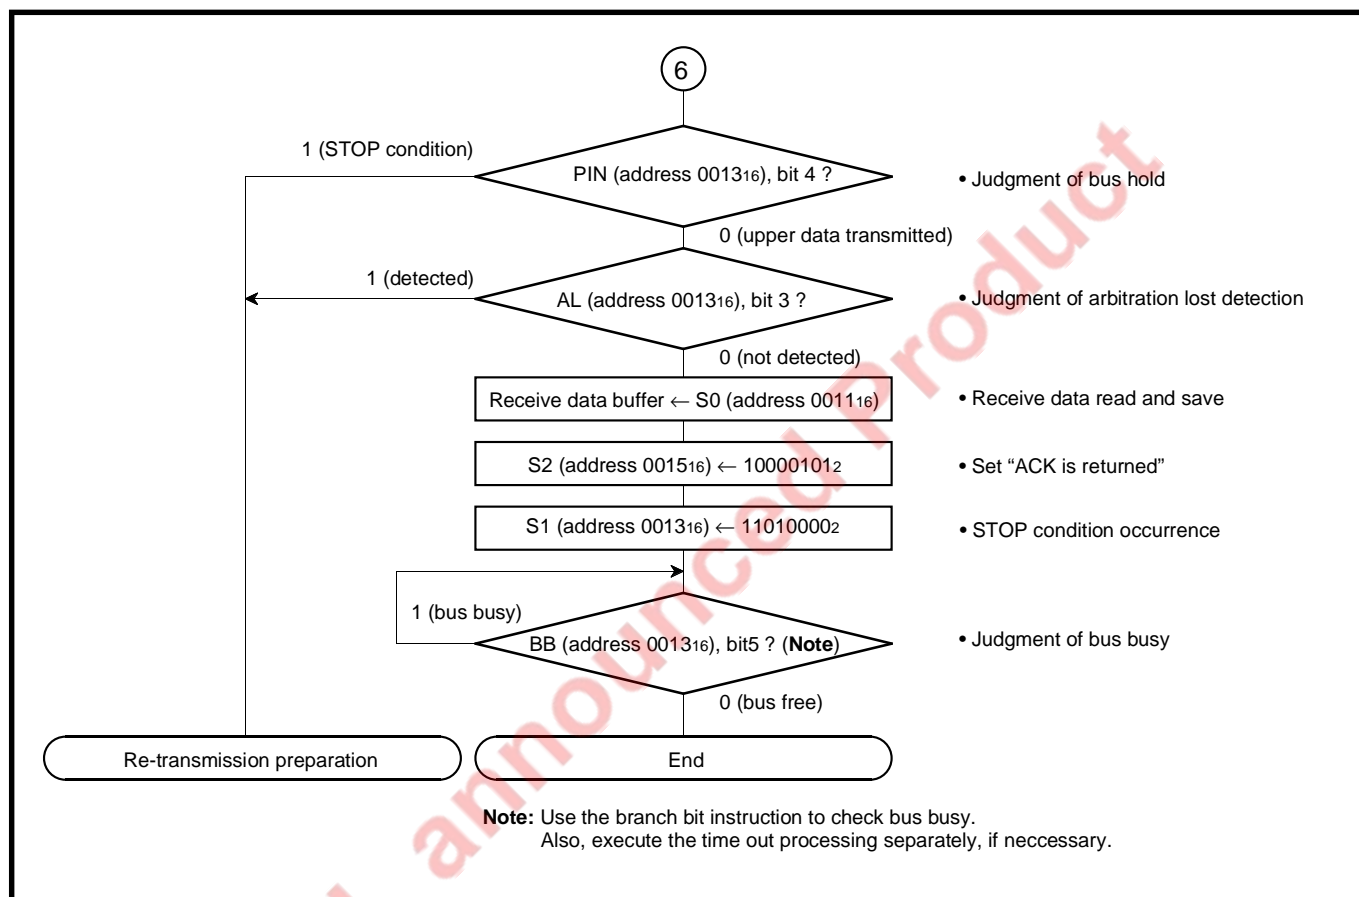 6
1 (STOP condition)
PIN (address 001316), bit 4 ?
• Judgment of bus hold
0 (upper data transmitted)
1 (detected)
AL (address 001316), bit 3 ?
• Judgment of arbitration lost detection
0 (not detected)
Receive data buffer ← S0 (address 001116)
• Receive data read and save
S2 (address 001516) ← 100001012
• Set “ACK is returned”
S1 (address 001316) ← 110100002
• STOP condition occurrence
1 (bus busy)
BB (address 001316), bit5 ? (Note)
• Judgment of bus busy
0 (bus free)
Re-transmission preparation
End
Note: Use the branch bit instruction to check bus busy.
Also, execute the time out processing separately, if neccessary.
announced Product